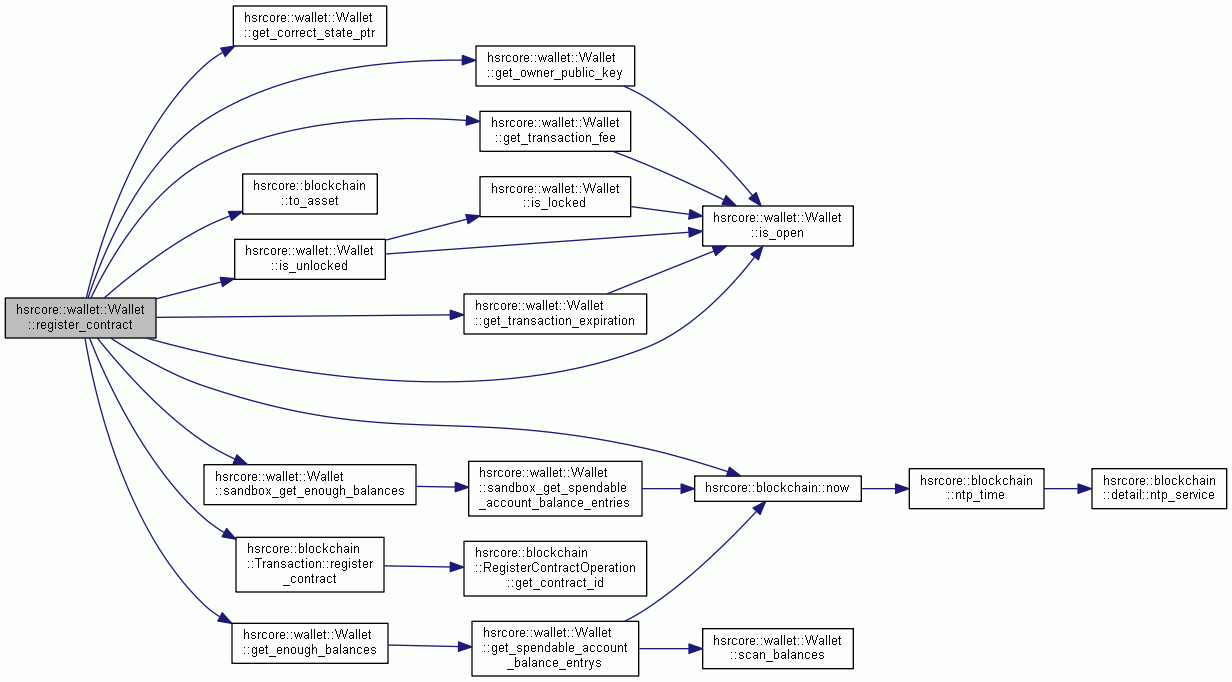 hsrcore::wallet::Wallet
::get_correct_state_ptr
hsrcore::wallet::Wallet
::get_owner_public_key
hsrcore::wallet::Wallet
::get_transaction_fee
hsrcore::blockchain
::to_asset
hsrcore::wallet::Wallet
::is_locked
hsrcore::wallet::Wallet
::is_open
hsrcore::wallet::Wallet
::is_unlocked
hsrcore::wallet::Wallet
::register_contract
hsrcore::wallet::Wallet
::get_transaction_expiration
hsrcore::wallet::Wallet
::sandbox_get_enough_balances
hsrcore::wallet::Wallet
::sandbox_get_spendable
_account_balance_entries
hsrcore::blockchain::now
hsrcore::blockchain
::ntp_time
hsrcore::blockchain
::detail::ntp_service
hsrcore::blockchain
::Transaction::register
_contract
hsrcore::blockchain
::RegisterContractOperation
::get_contract_id
hsrcore::wallet::Wallet
::get_enough_balances
hsrcore::wallet::Wallet
::get_spendable_account
_balance_entrys
hsrcore::wallet::Wallet
::scan_balances